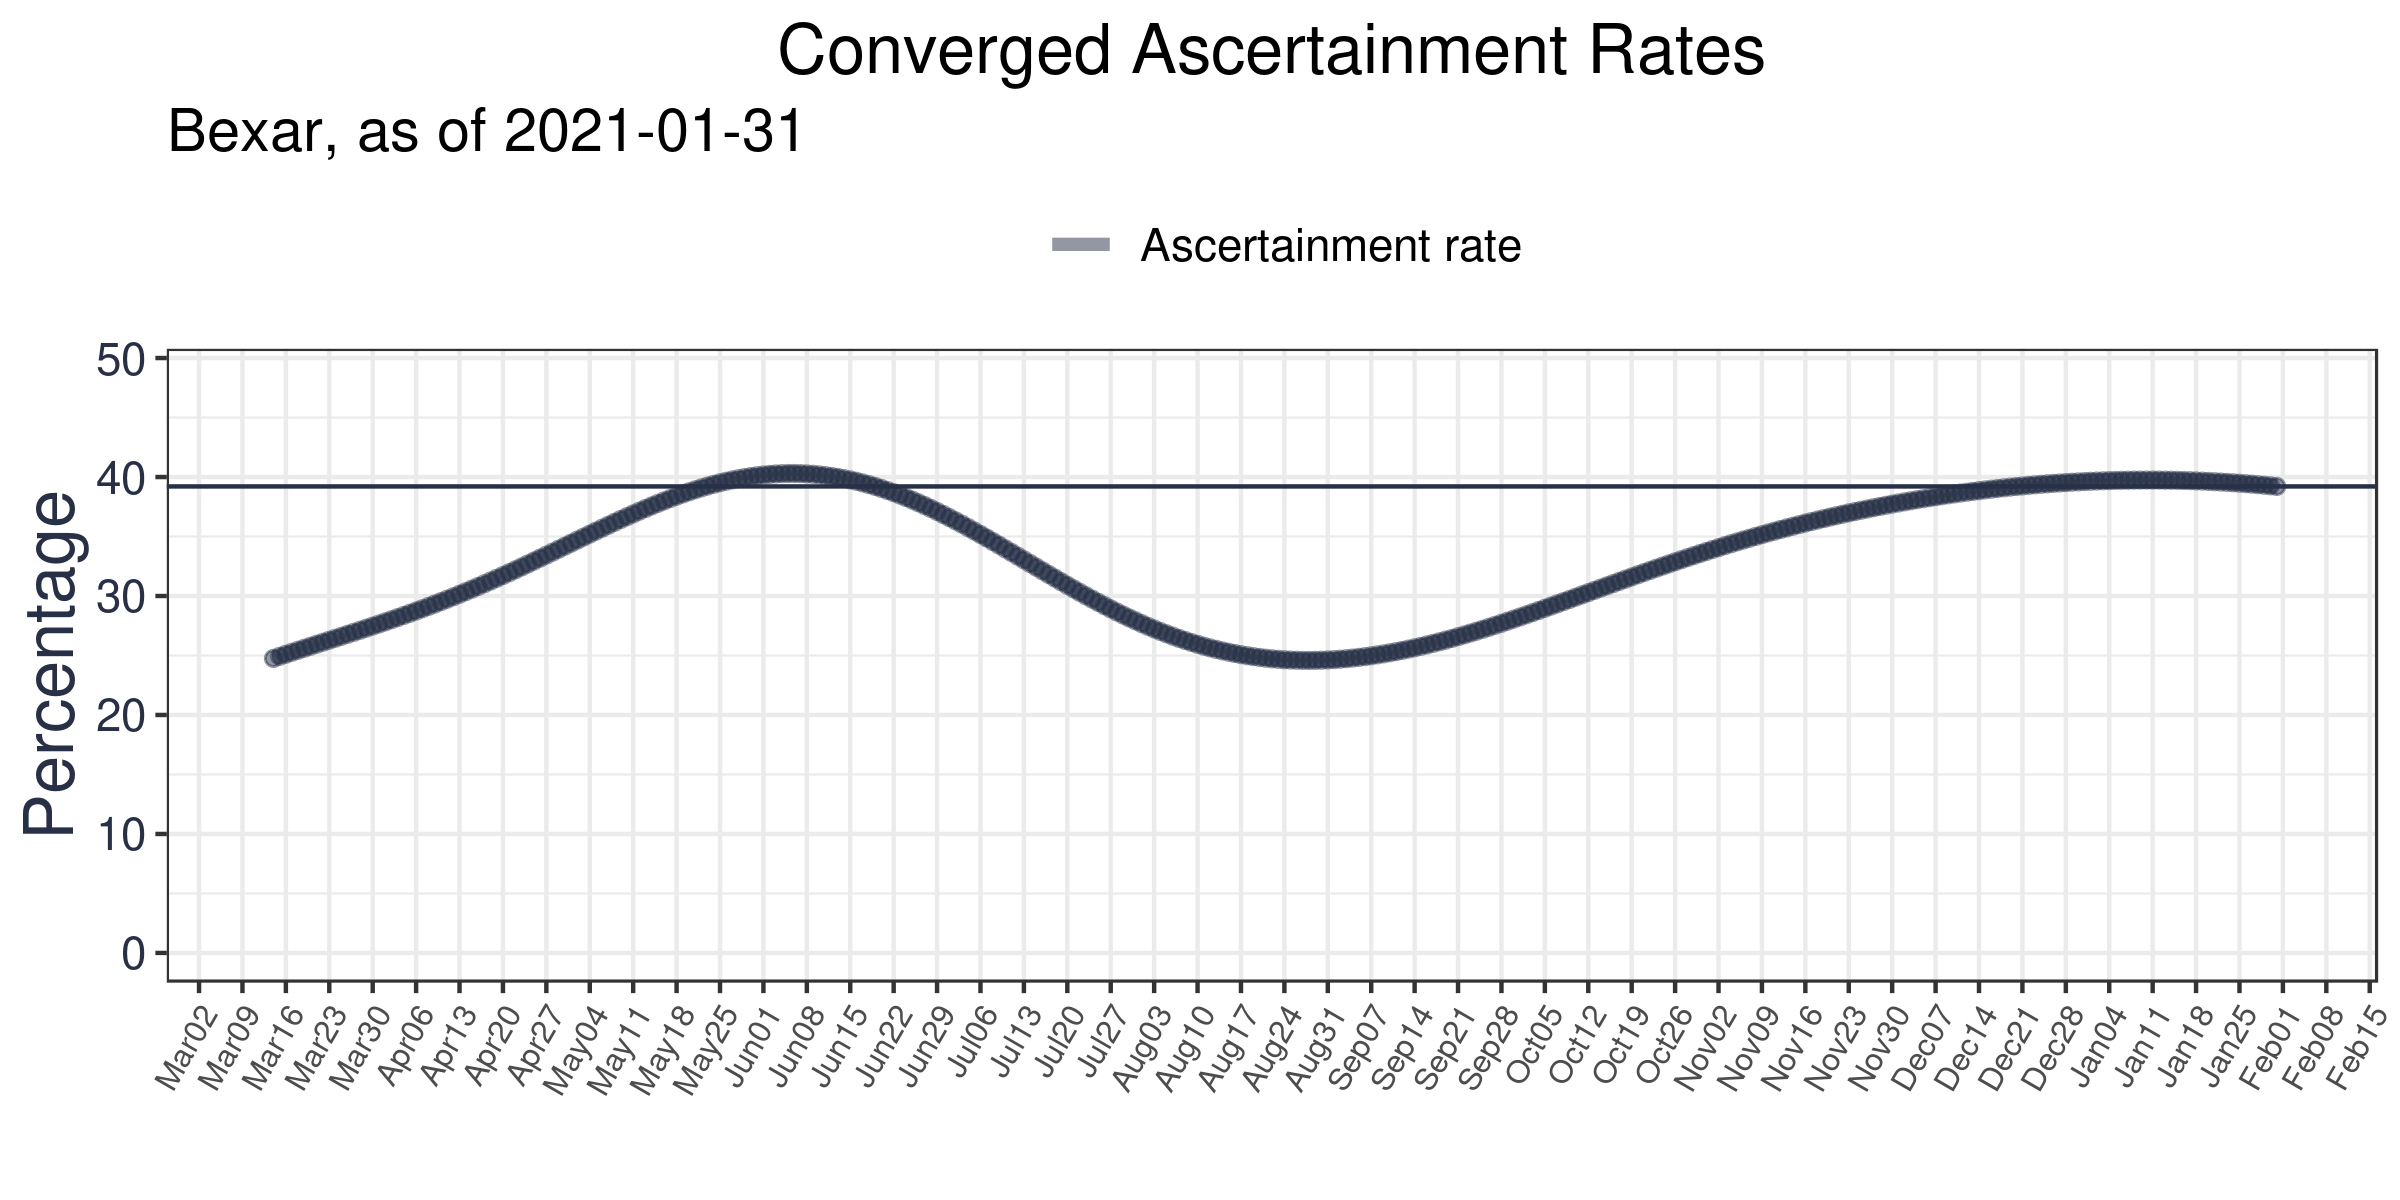 Converged Ascertainment Rates
Bexar, as of 2021-01-31
Ascertainment rate
Percentage
50
40
30
20
10
0
Mar02 Mar09 Mar16 Mar23 Mar30 Apr06 Apr13 Apr20 Apr27 May04 May11 May18 May25 Jun01 Jun08 Jun15 Jun22 Jun29 Jul06 Jul13 Jul20 Jul27 Aug03 Aug10 Aug17 Aug24 Aug31 Sep07 Sep14 Sep21 Sep28 Oct05 Oct12 Oct19 Oct26 Nov02 Nov09 Nov16 Nov23 Nov30 Dec07 Dec14 Dec21 Dec28 Jan04 Jan11 Jan18 Jan25 Feb01 Feb08 Feb15